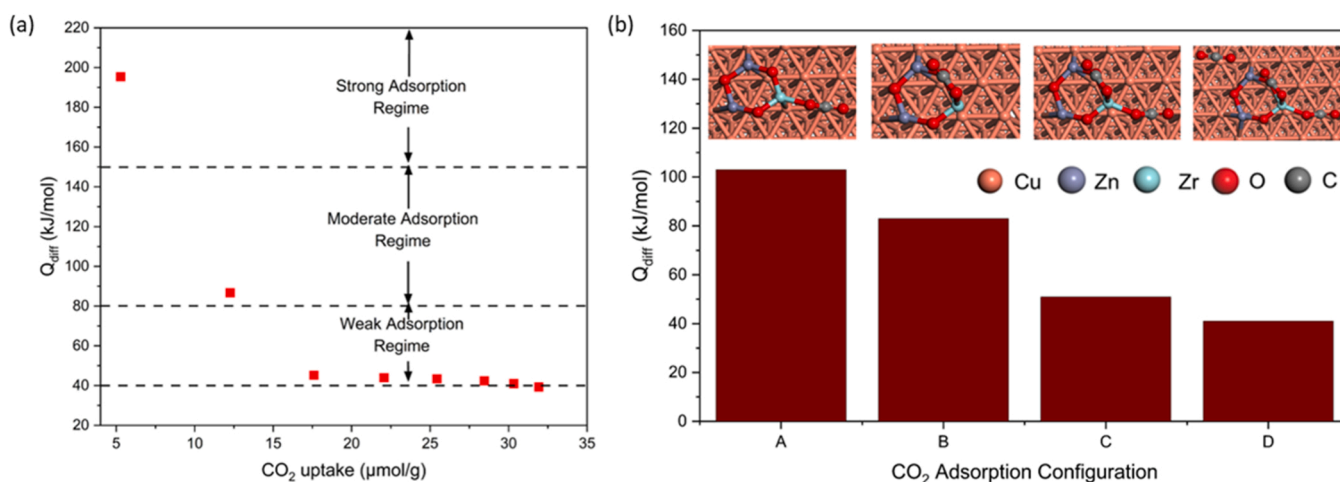 (a)
220
200
180
160
140
120
100
80
60
40
20
Q_diff (kJ/mol)
Strong Adsorption
Regime
Moderate Adsorption
Regime
Weak Adsorption
Regime
5
10
15
20
25
30
35
CO₂ uptake (μmol/g)
(b)
160
140
120
100
80
60
40
20
0
Q_diff (kJ/mol)
Cu Zn Zr O C
A B C D
CO₂ Adsorption Configuration